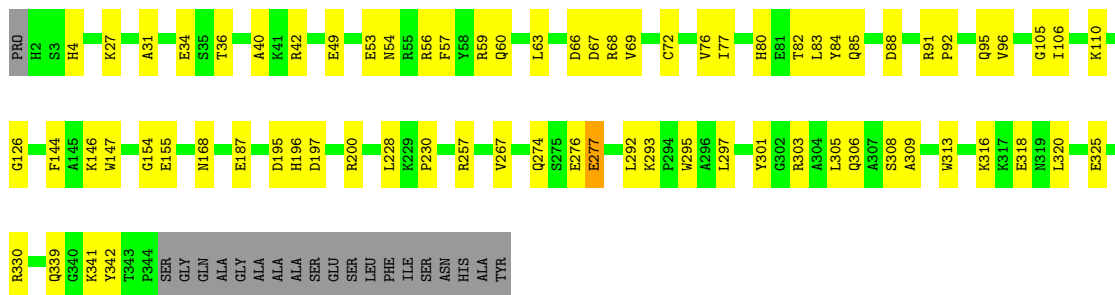 PRO H2 S3 H4 K27 A31 E34 S35 T36 A40 K41 R42 E49 E53 N54 R55 R56 F57 Y58 R59 Q60 L63 D66 D67 R68 V69 C72 V76 I77 H80 E81 T82 L83 Y84 Q85 D88 R91 P92 Q95 V96 G105 I106 K110
G126 F144 A145 K146 W147 G154 E155 N168 E187 D195 H196 D197 R200 L228 K229 P230 R257 V267 Q274 S275 E276 E277 L292 K293 P294 W295 A296 L297 Y301 G302 R303 A304 L305 Q306 A307 S308 A309 W313 K316 K317 E318 N319 L320 E325
R330 Q339 G340 K341 Y342 T343 P344 SER GLY GLN ALA GLY ALA ALA ALA SER GLU SER LEU PHE ILE SER ASN HIS ALA TYR